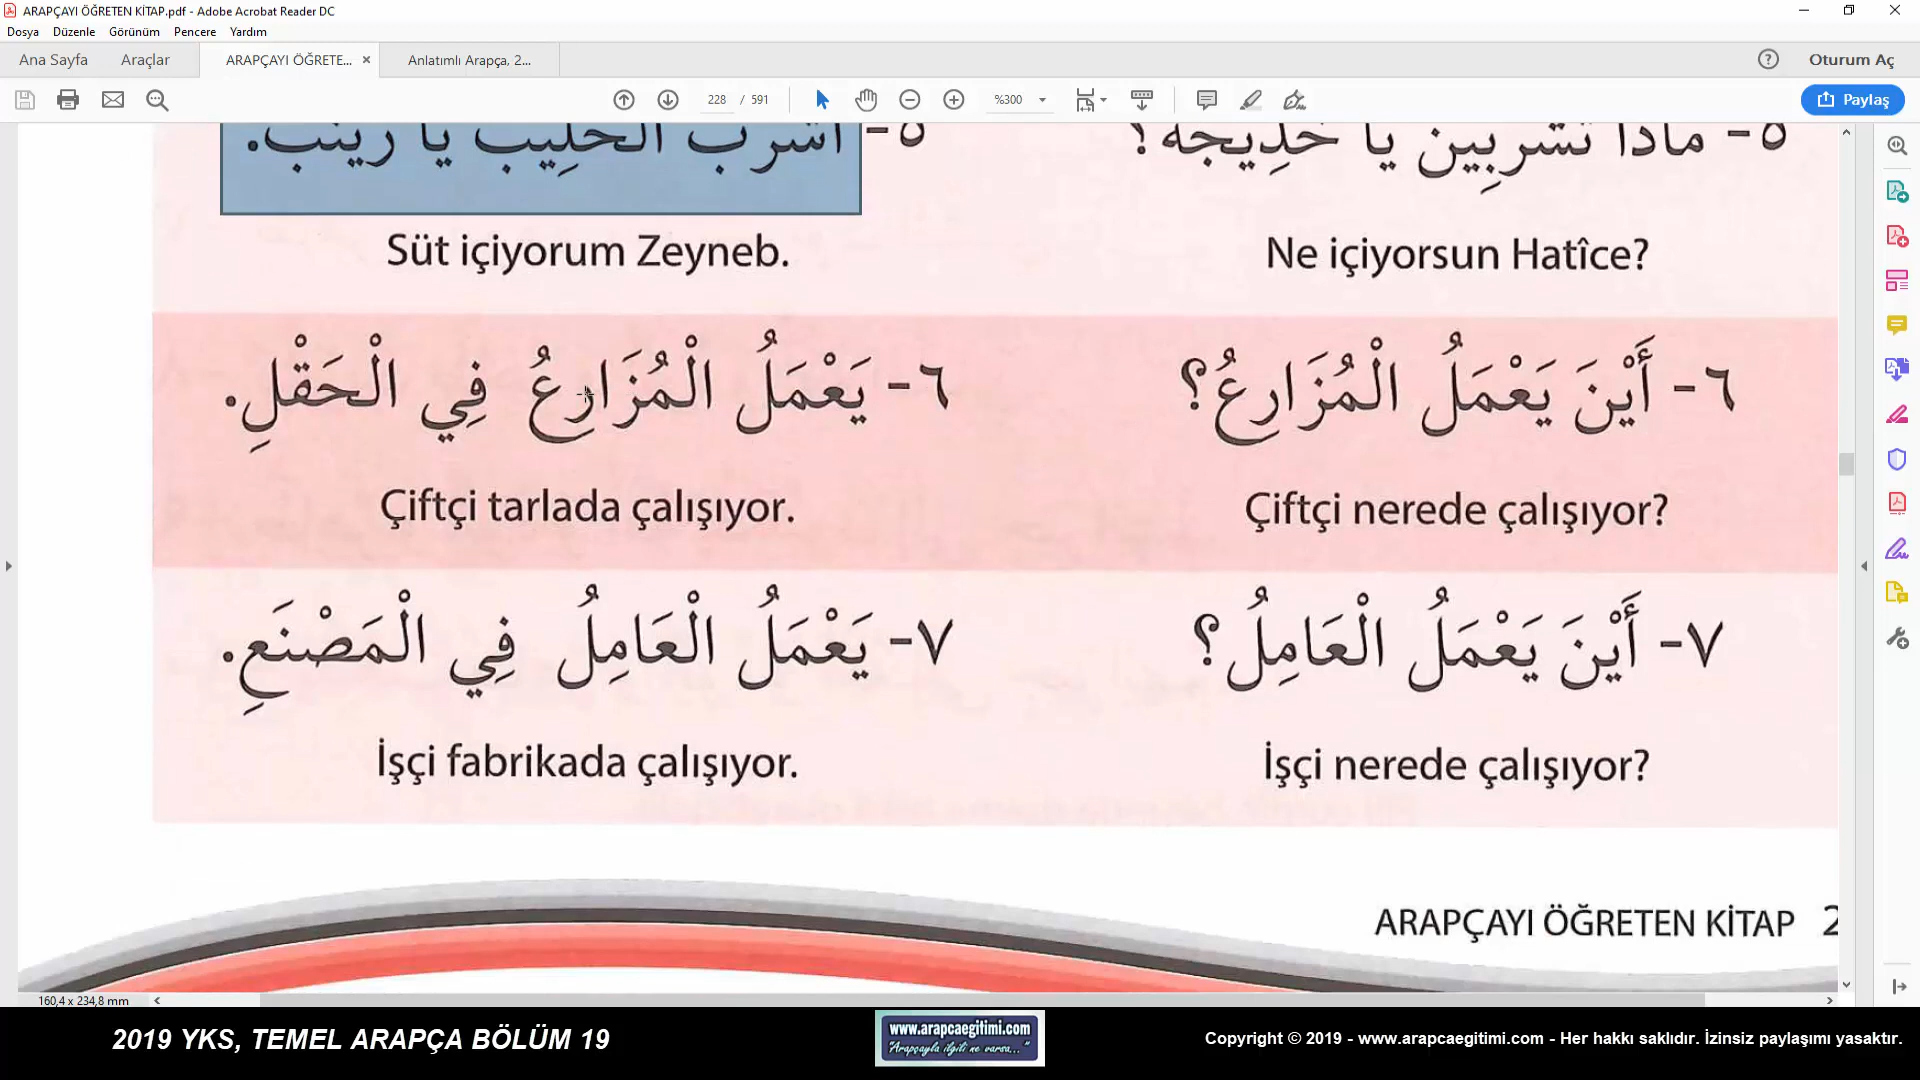 ARAPÇAYI ÖĞRETEN KİTAP.pdf - Adobe Acrobat Reader DC
Dosya Düzenle Görünüm Pencere Yardım
Ana Sayfa Araçlar ARAPÇAYI ÖĞRETE... Anlatımlı Arapça, 2... Oturum Aç
228 / 591 %300 Paylaş
٥- مَاذَا تَشْرَبِينَ يَا خَدِيجَة؟
٥- أَشْرَبُ الْحَلِيبَ يَا زَيْنَبُ.
Ne içiyorsun Hatîce?
Süt içiyorum Zeyneb.
٦- أَيْنَ يَعْمَلُ الْمُزَارِعُ؟
٦- يَعْمَلُ الْمُزَارِعُ فِي الْحَقْلِ.
Çiftçi nerede çalışıyor?
Çiftçi tarlada çalışıyor.
٧- أَيْنَ يَعْمَلُ الْعَامِلُ؟
٧- يَعْمَلُ الْعَامِلُ فِي الْمَصْنَعِ.
İşçi nerede çalışıyor?
İşçi fabrikada çalışıyor.
ARAPÇAYI ÖĞRETEN KİTAP 2
160,4 x 234,8 mm
2019 YKS, TEMEL ARAPÇA BÖLÜM 19
www.arapcaegitimi.com
"Arapçayla ilgili ne varsa..."
Copyright © 2019 - www.arapcaegitimi.com - Her hakkı saklıdır. İzinsiz paylaşımı yasaktır.